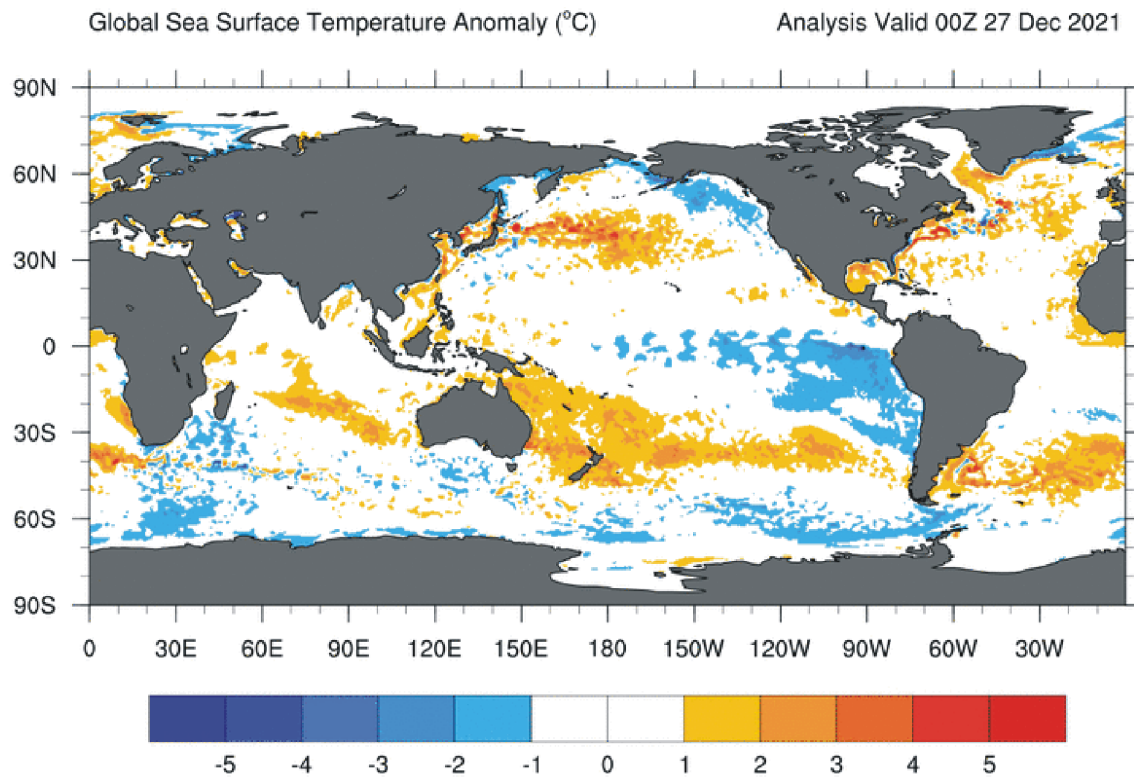 Global Sea Surface Temperature Anomaly (°C) Analysis Valid 00Z 27 Dec 2021
90N
60N
30N
0
30S
60S
90S
0 30E 60E 90E 120E 150E 180 150W 120W 90W 60W 30W
-5 -4 -3 -2 -1 0 1 2 3 4 5